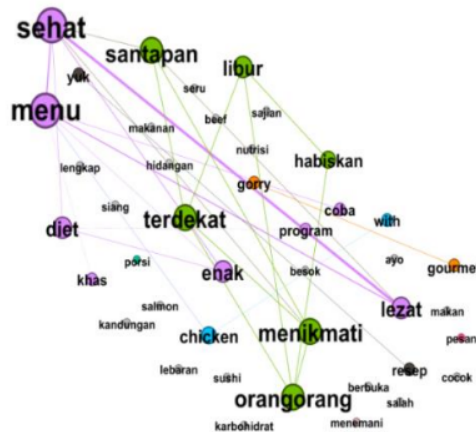 sehat
santapan
libur
yuk
seru
menu
beef
sajian
makanan
nutrisi
lengkap
hidangan
habiskan
gorry
siang
terdekat
coba
diet
program
with
porsi
enak
ayo
gourme
khas
besok
salmon
lezat
makan
kandungan
chicken
menikmati
pesan
lebaran
resep
sushi
cocok
orangorang
berbuka
salah
karbohidrat
menemani